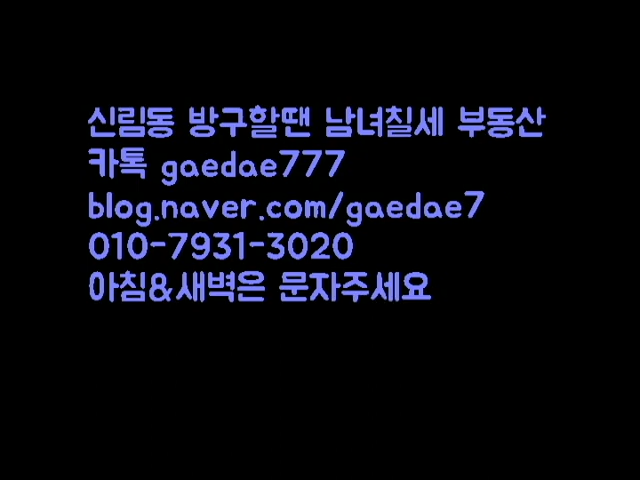 신림동 방구할땐 남녀칠세 부동산
카톡 gaedae777
blog.naver.com/gaedae7
010-7931-3020
아침&새벽은 문자주세요